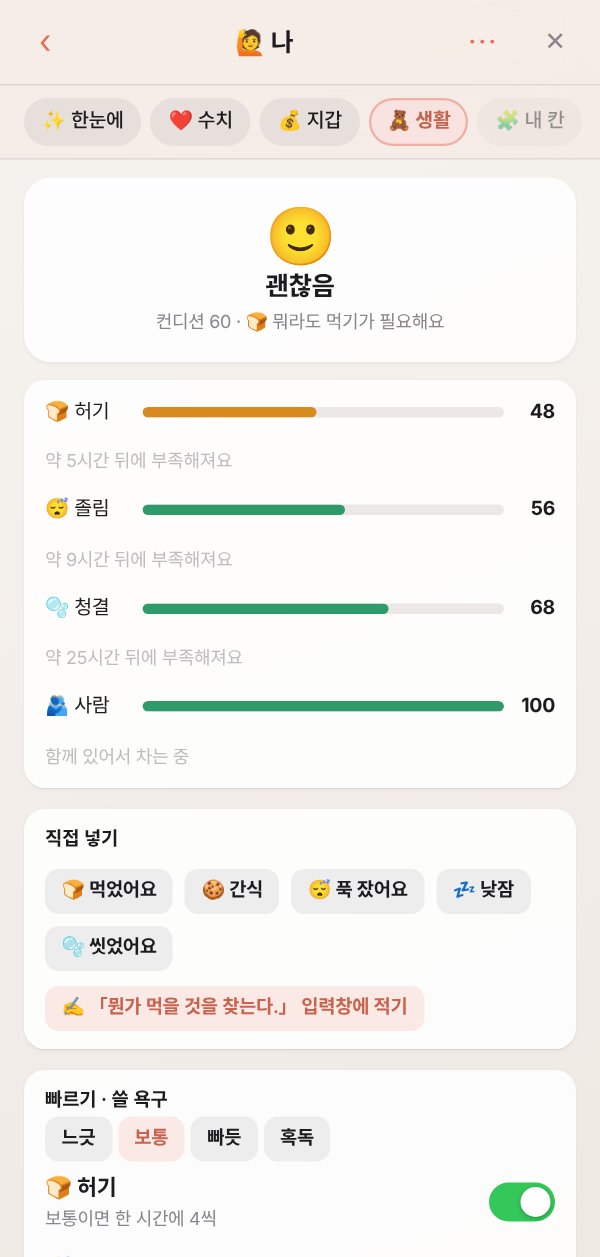 나
한눈에 수치 지갑 생활 내 칸
괜찮음
컨디션 60 · 뭐라도 먹기가 필요해요
허기 48
약 5시간 뒤에 부족해져요
졸림 56
약 9시간 뒤에 부족해져요
청결 68
약 25시간 뒤에 부족해져요
사람 100
함께 있어서 차는 중
직접 넣기
먹었어요 간식 푹 잤어요 낮잠
씻었어요
「뭔가 먹을 것을 찾는다.」 입력창에 적기
빠르기 · 쓸 욕구
느긋 보통 빠듯 혹독
허기
보통이면 한 시간에 4씩